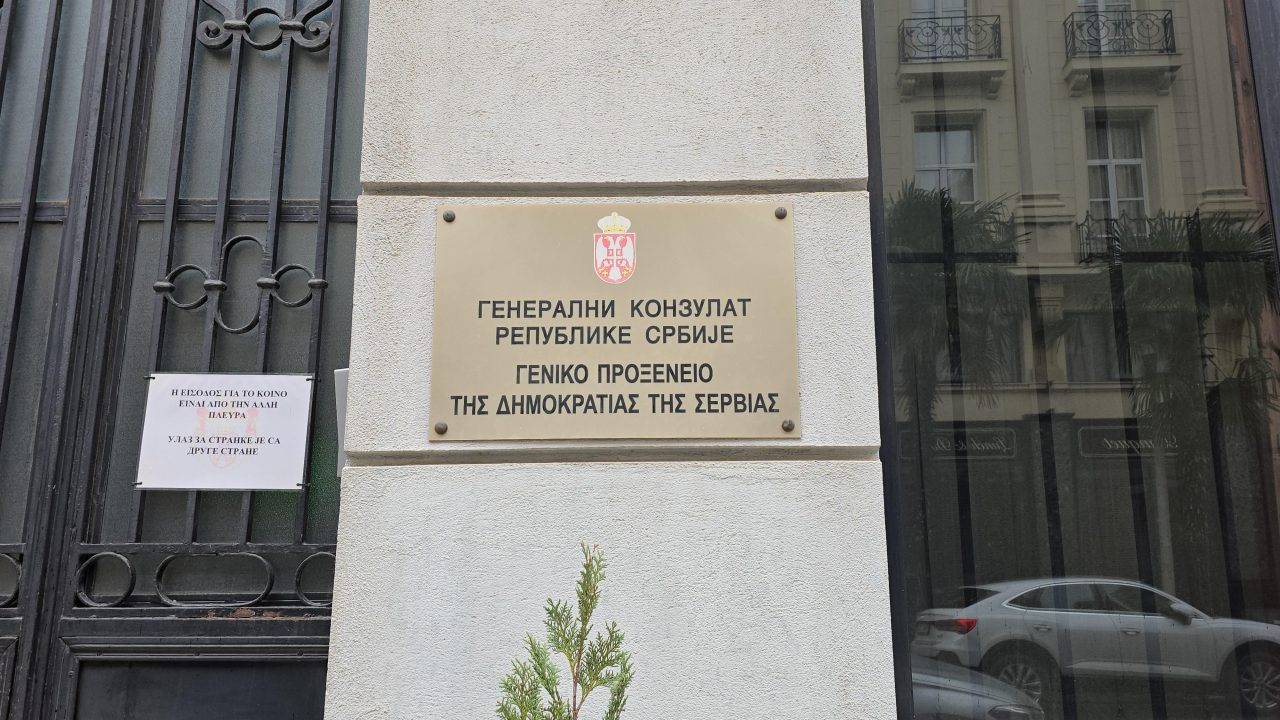 Η ΕΙΣΟΔΟΣ ΓΙΑ ΤΟ ΚΟΙΝΟ
ΕΙΝΑΙ ΑΠΟ ΤΗΝ ΑΛΛΗ
ΠΛΕΥΡΑ
УЛАЗ ЗА СТРАНКЕ ЈЕ СА
ДРУГЕ СТРАНЕ
ГЕНЕРАЛНИ КОНЗУЛАТ
РЕПУБЛИКЕ СРБИЈЕ
ΓΕΝΙΚΟ ΠΡΟΞΕΝΕΙΟ
ΤΗΣ ΔΗΜΟΚΡΑΤΙΑΣ ΤΗΣ ΣΕΡΒΙΑΣ